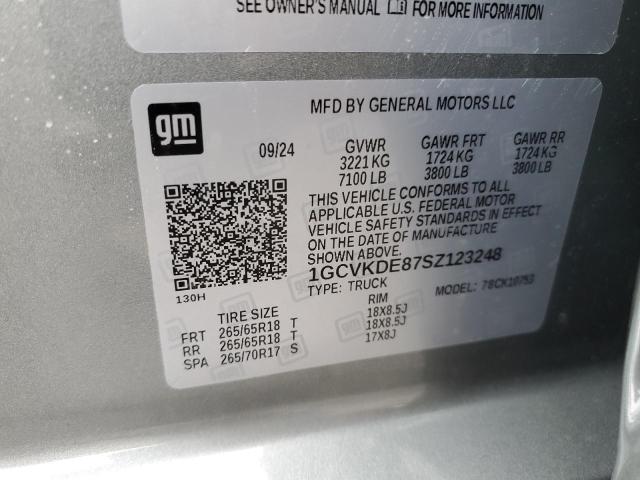 SEE OWNER'S MANUAL FOR MORE INFORMATION
gm
MFD BY GENERAL MOTORS LLC
09/24 GVWR GAWR FRT GAWR RR
3221 KG 1724 KG 1724 KG
7100 LB 3800 LB 3800 LB
THIS VEHICLE CONFORMS TO ALL
APPLICABLE U.S. FEDERAL MOTOR
VEHICLE SAFETY STANDARDS IN EFFECT
ON THE DATE OF MANUFACTURE
1GCVKDE87SZ123248
TYPE: TRUCK MODEL:
130H
TIRE SIZE RIM
FRT 265/65R18 T 18X8.5J
RR 265/65R18 T 18X8.5J
SPA 265/70R17 S 17X8J